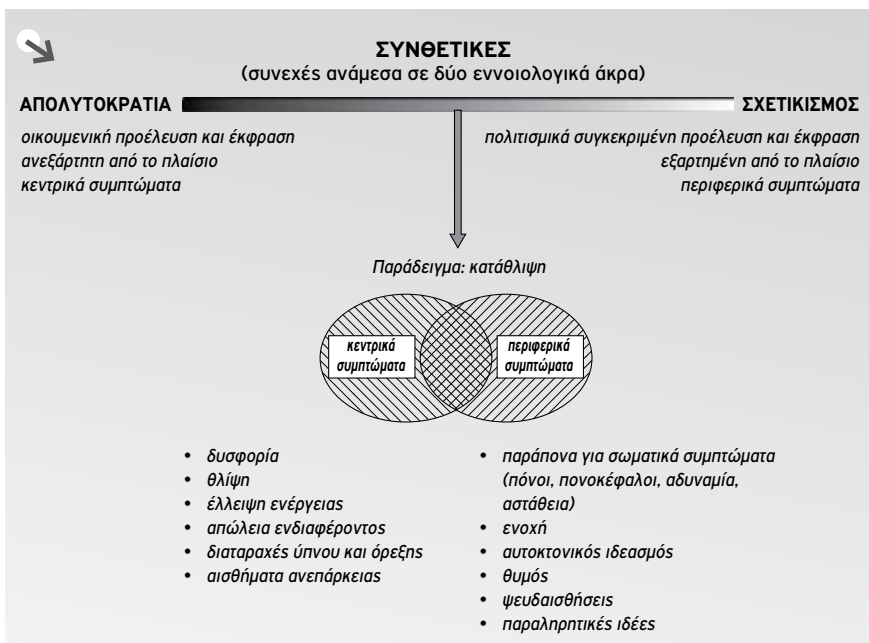 ΣΥΝΘΕΤΙΚΕΣ
(συνεχές ανάμεσα σε δύο εννοιολογικά άκρα)
ΑΠΟΛΥΤΟΚΡΑΤΙΑ ΣΧΕΤΙΚΙΣΜΟΣ
οικουμενική προέλευση και έκφραση
ανεξάρτητη από το πλαίσιο
κεντρικά συμπτώματα
πολιτισμικά συγκεκριμένη προέλευση και έκφραση
εξαρτημένη από το πλαίσιο
περιφερικά συμπτώματα
Παράδειγμα: κατάθλιψη
κεντρικά
συμπτώματα
περιφερικά
συμπτώματα
• δυσφορία
• θλίψη
• έλλειψη ενέργειας
• απώλεια ενδιαφέροντος
• διαταραχές ύπνου και όρεξης
• αισθήματα ανεπάρκειας
• παράπονα για σωματικά συμπτώματα
(πόνοι, πονοκέφαλοι, αδυναμία,
αστάθεια)
• ενοχή
• αυτοκτονικός ιδεασμός
• θυμός
• ψευδαισθήσεις
• παραληρητικές ιδέες